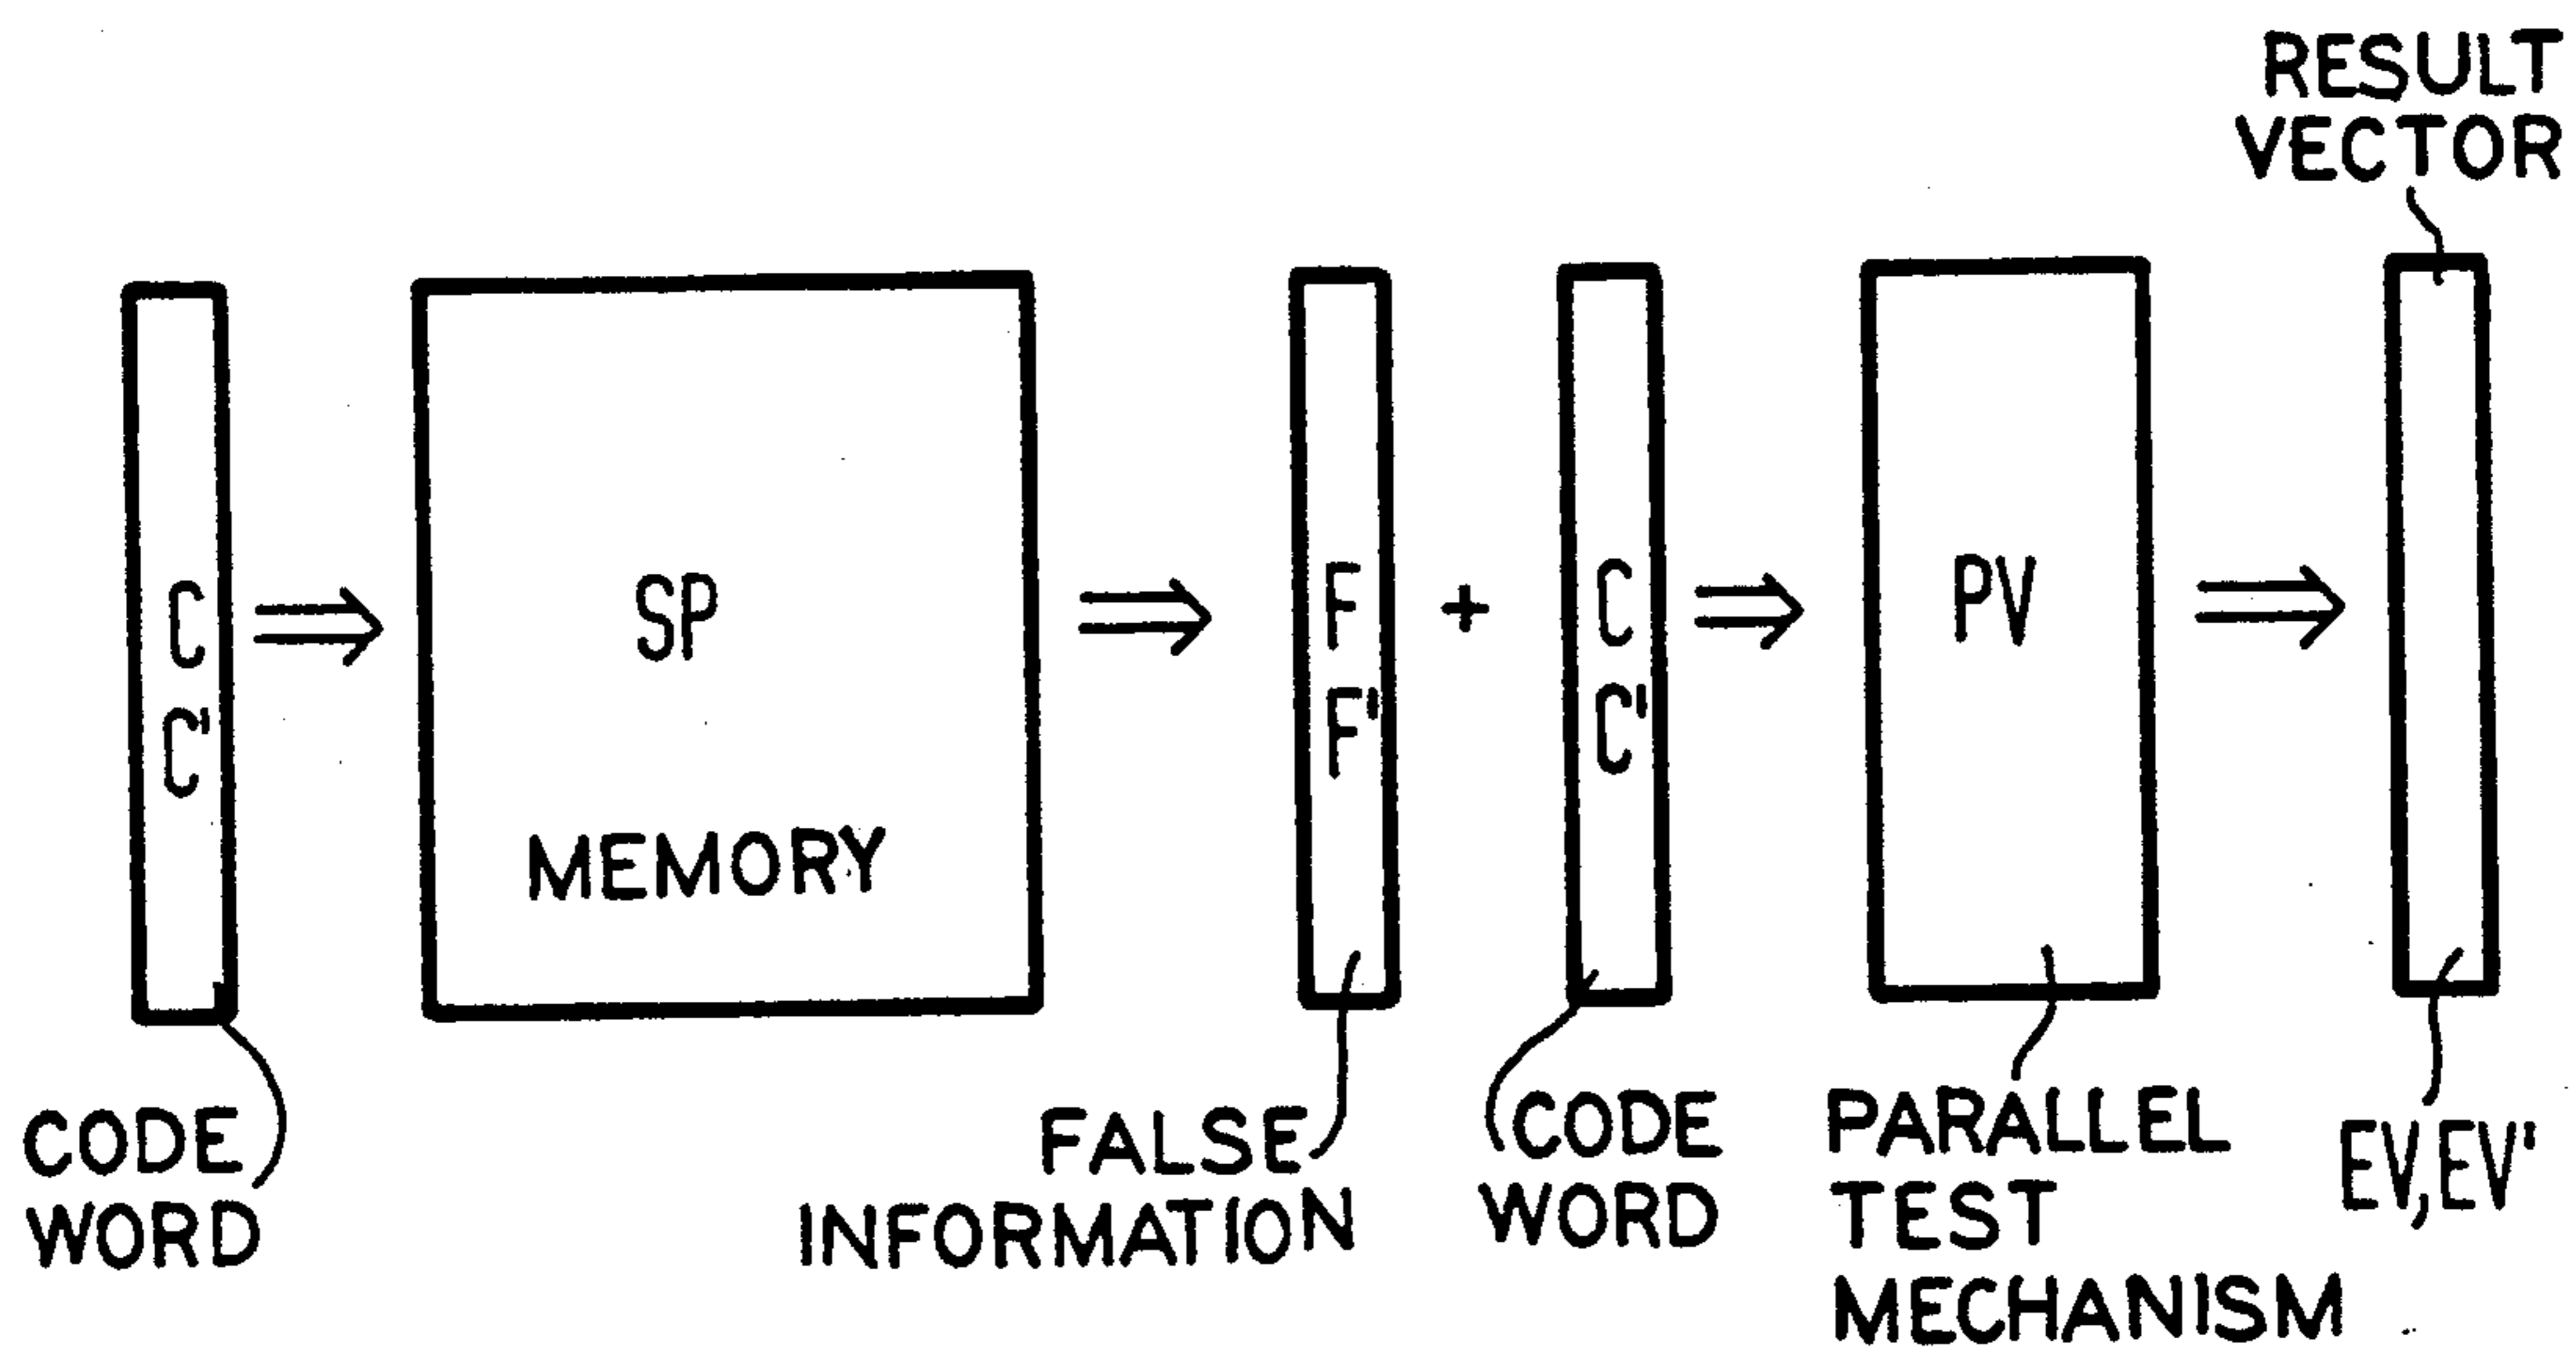 RESULT
VECTOR
C
C'
SP
MEMORY
F
F'
+
C
C'
PV
CODE
WORD
FALSE
INFORMATION
CODE
WORD
PARALLEL
TEST
MECHANISM
EV,EV'